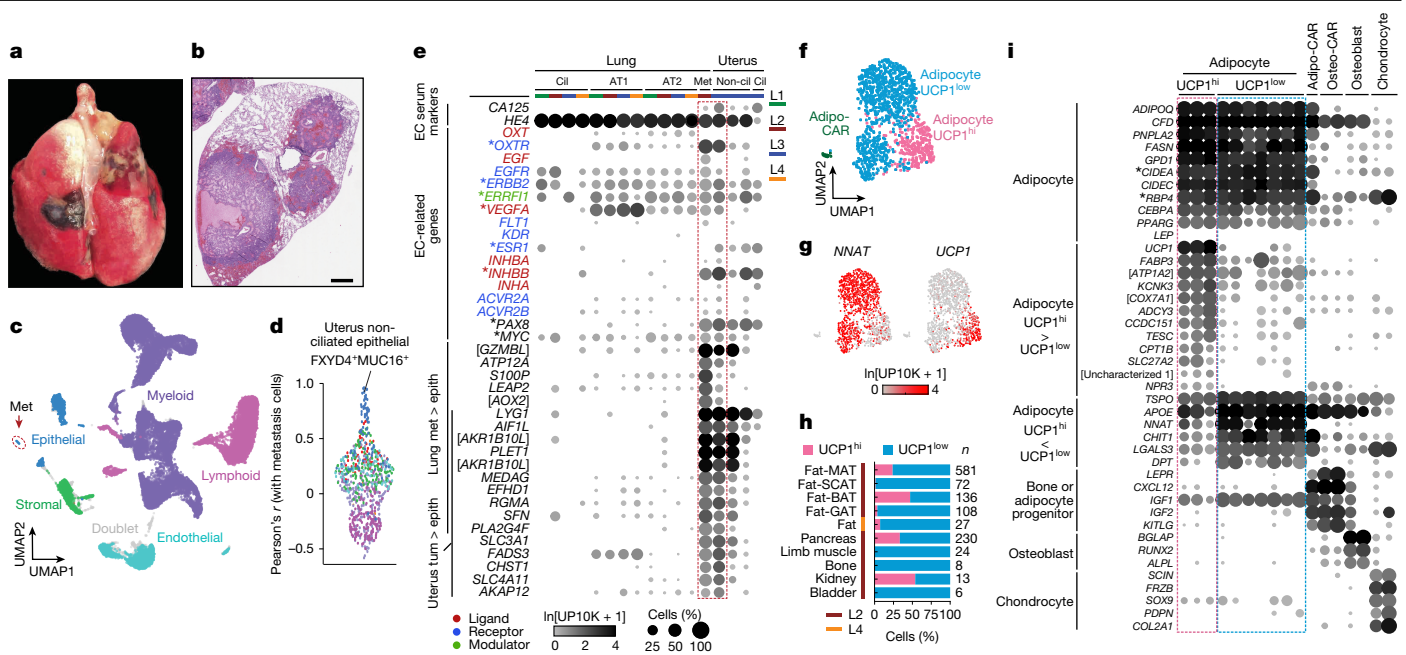 a
b
c
Myeloid
Met
Epithelial
Lymphoid
Stromal
Doublet
Endothelial
UMAP2
UMAP1
d
Uterus non-
ciliated epithelial
FXYD4+MUC16+
Pearson's r (with metastasis cells)
1.0
0.5
0
–0.5
e
Lung
Uterus
Cil
AT1
AT2
Met
Non-cil
Cil
L1
L2
L3
L4
EC serum
markers
CA125
HE4
EC-related
genes
OXT
*OXTR
EGF
EGFR
*ERBB2
*ERRFI1
*VEGFA
FLT1
KDR
*ESR1
INHBA
*INHBB
INHA
ACVR2A
ACVR2B
*PAX8
*MYC
Lung met > epith
[GZMBL]
ATP12A
S100P
LEAP2
[AOX2]
LYG1
AIF1L
[AKR1B10L]
PLET1
[AKR1B10L]
MEDAG
EFHD1
RGMA
SFN
PLA2G4F
SLC3A1
FADS3
CHST1
SLC4A11
AKAP12
Uterus tum > epith
Ligand
Receptor
Modulator
ln[UP10K + 1]
0 2 4
Cells (%)
25 50 100
f
Adipocyte
UCP1low
Adipo-
CAR
Adipocyte
UCP1hi
UMAP2
UMAP1
g
NNAT
UCP1
ln[UP10K + 1]
0 4
h
UCP1hi
UCP1low
n
Fat-MAT 581
Fat-SCAT 72
Fat-BAT 136
Fat-GAT 108
Fat 27
Pancreas 230
Limb muscle 24
Bone 8
Kidney 13
Bladder 6
0 25 50 75 100
Cells (%)
L2
L4
i
Adipocyte
UCP1hi
UCP1low
Adipo-CAR
Osteo-CAR
Osteoblast
Chondrocyte
Adipocyte
ADIPOQ
CFD
PNPLA2
FASN
GPD1
*CIDEA
CIDEC
*RBP4
CEBPA
PPARG
LEP
Adipocyte
UCP1hi
>
UCP1low
UCP1
FABP3
[ATP1A2]
KCNK3
[COX7A1]
ADCY3
CCDC151
TESC
CPT1B
SLC27A2
[Uncharacterized 1]
NPR3
Adipocyte
UCP1hi
<
UCP1low
TSPO
APOE
NNAT
CHIT1
LGALS3
DPT
Bone or
adipocyte
progenitor
LEPR
CXCL12
IGF1
IGF2
KITLG
Osteoblast
BGLAP
RUNX2
ALPL
Chondrocyte
SCIN
FRZB
SOX9
PDPN
COL2A1